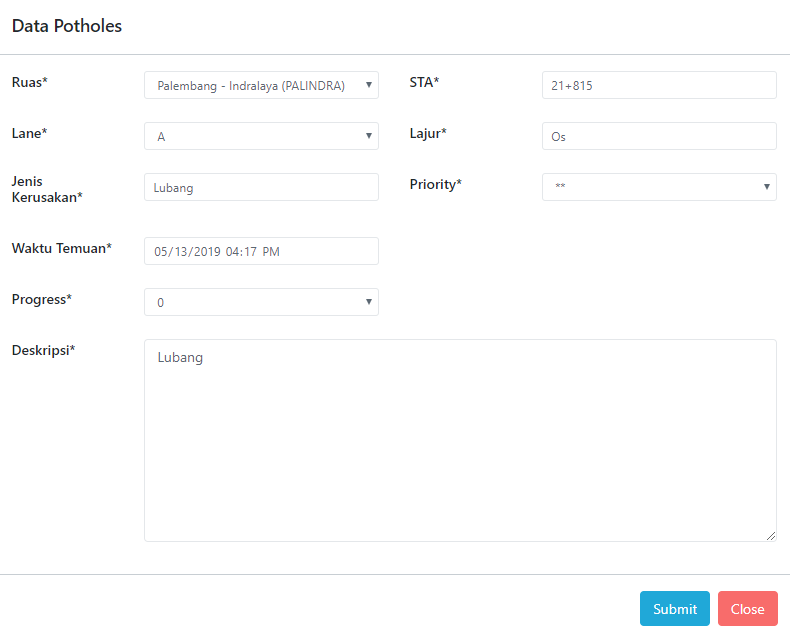 Data Potholes
Ruas* Palembang - Indralaya (PALINDRA) STA* 21+815
Lane* A Lajur* Os
Jenis
Kerusakan* Lubang Priority* **
Waktu Temuan* 05/13/2019 04:17 PM
Progress* 0
Deskripsi* Lubang
Submit Close